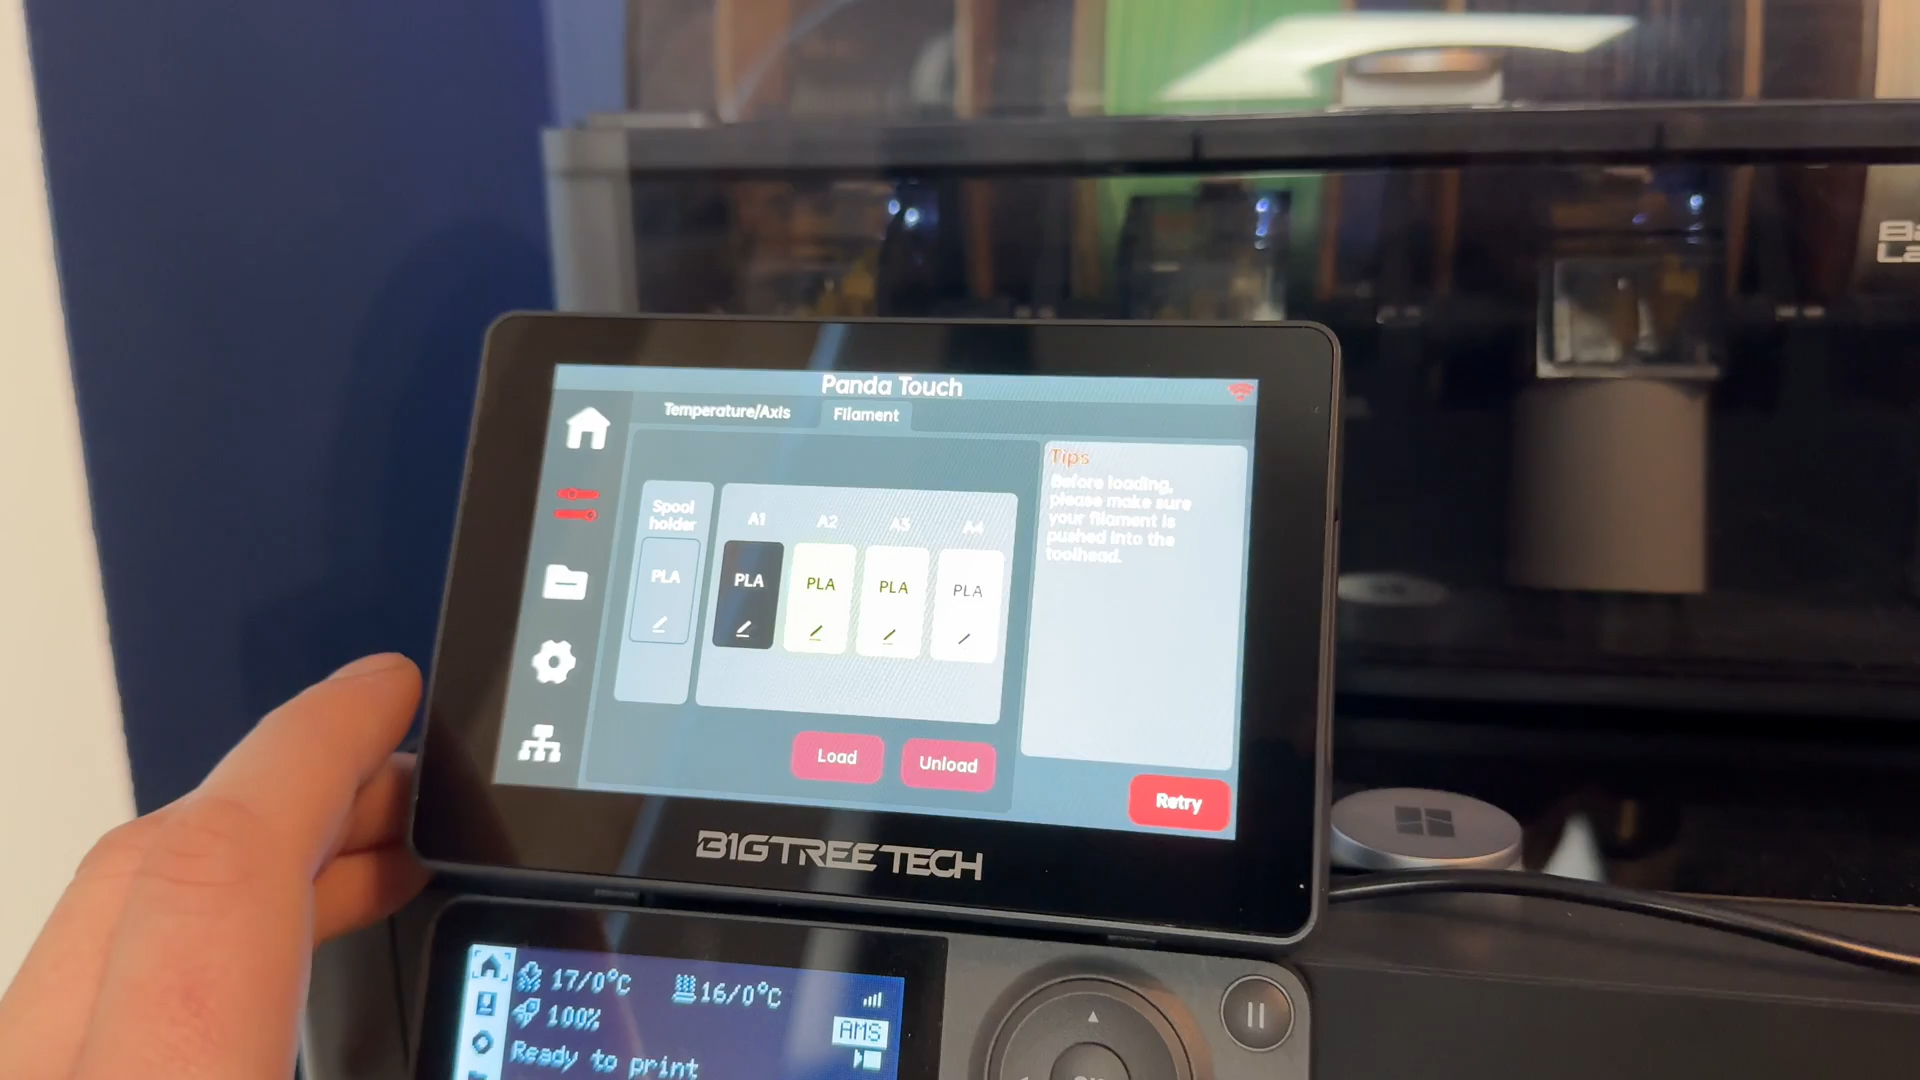 Panda Touch
Temperature/Axis Filament
Spool
holder
A1 A2 A3 A4
PLA PLA PLA PLA PLA
Tips
Before loading,
please make sure
your filament is
pushed into the
toolhead.
Load Unload
Retry
B1GTREETECH
17/0°C 16/0°C
100%
AMS
Ready to print